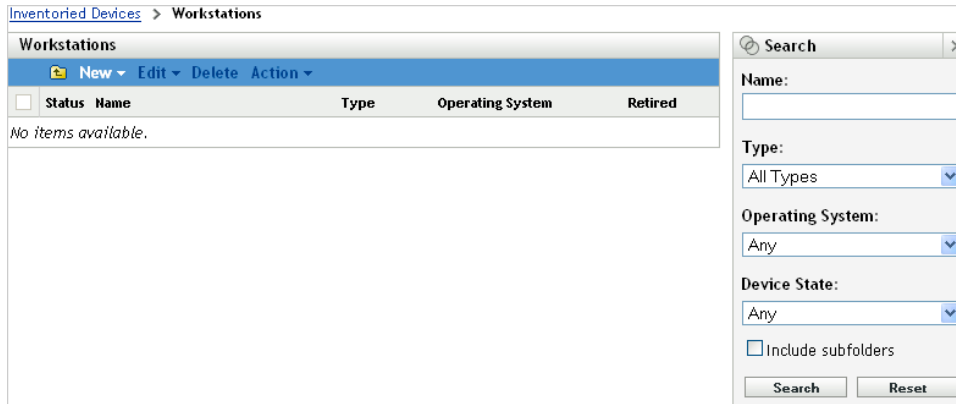 Inventoried Devices > Workstations
Workstations
New Edit Delete Action
Status Name Type Operating System Retired
No items available.
Search
Name:
Type:
All Types
Operating System:
Any
Device State:
Any
Include subfolders
Search Reset